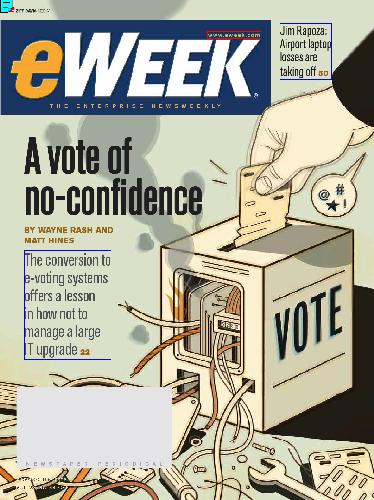 www.eweek.com
eWEEK
THE ENTERPRISE NEWSWEEKLY
Jim Rapoza:
Airport laptop
losses are
taking off 50
A vote of
no-confidence
BY WAYNE RASH AND
MATT HINES
The conversion to
e-voting systems
offers a lesson
in how not to
manage a large
IT upgrade 22
@ #
* !
VOTE
NEWSPAPER PERIODICAL